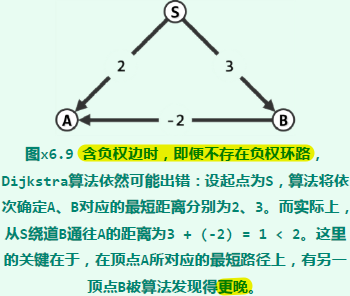 S
2
3
A
-2
B
图x6.9 含负权边时，即便不存在负权环路，
Dijkstra算法依然可能出错：设起点为S，算法将依
次确定A、B对应的最短距离分别为2、3。而实际上，
从S绕道B通往A的距离为3 + (-2) = 1 < 2。这里
的关键在于，在顶点A所对应的最短路径上，有另一
顶点B被算法发现得更晚。